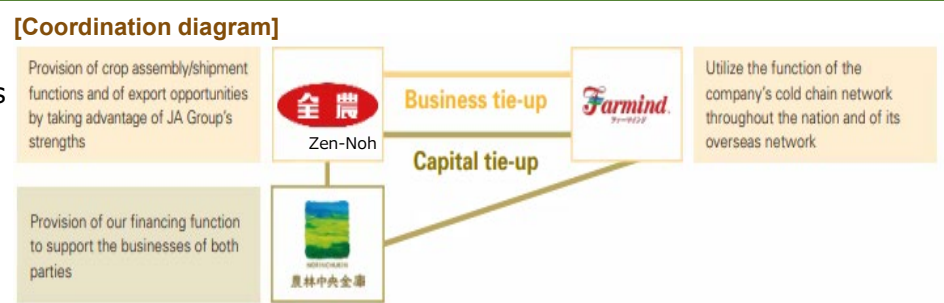 [Coordination diagram]
Provision of crop assembly/shipment
functions and of export opportunities
by taking advantage of JA Group's
strengths
s
全農
Zen-Noh
Business tie-up
Capital tie-up
Farmind
ファーマインド
Utilize the function of the
company's cold chain network
throughout the nation and of its
overseas network
Provision of our financing function
to support the businesses of both
parties
NORINCHUKIN
農林中央金庫